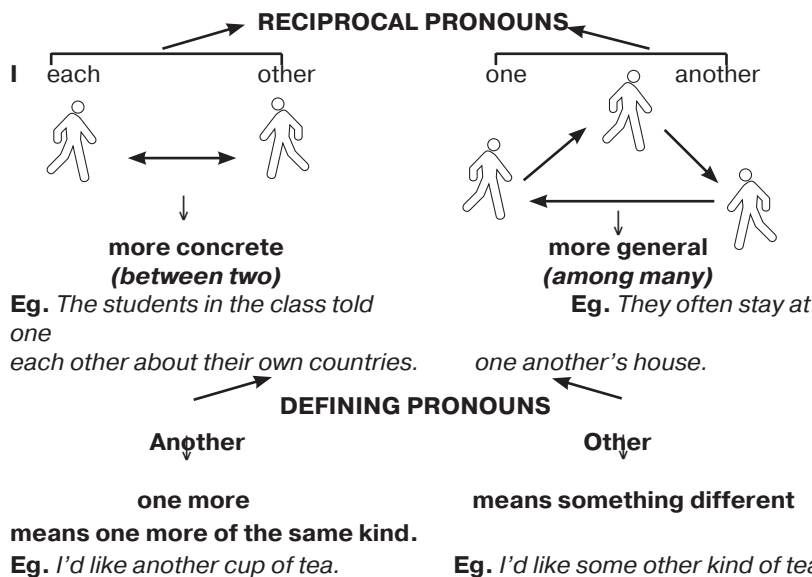 RECIPROCAL PRONOUNS
I each other one another
more concrete more general
(between two) (among many)
Eg. The students in the class told Eg. They often stay at
one
each other about their own countries. one another's house.
DEFINING PRONOUNS
Another Other
one more means something different
means one more of the same kind.
Eg. I'd like another cup of tea. Eg. I'd like some other kind of tea